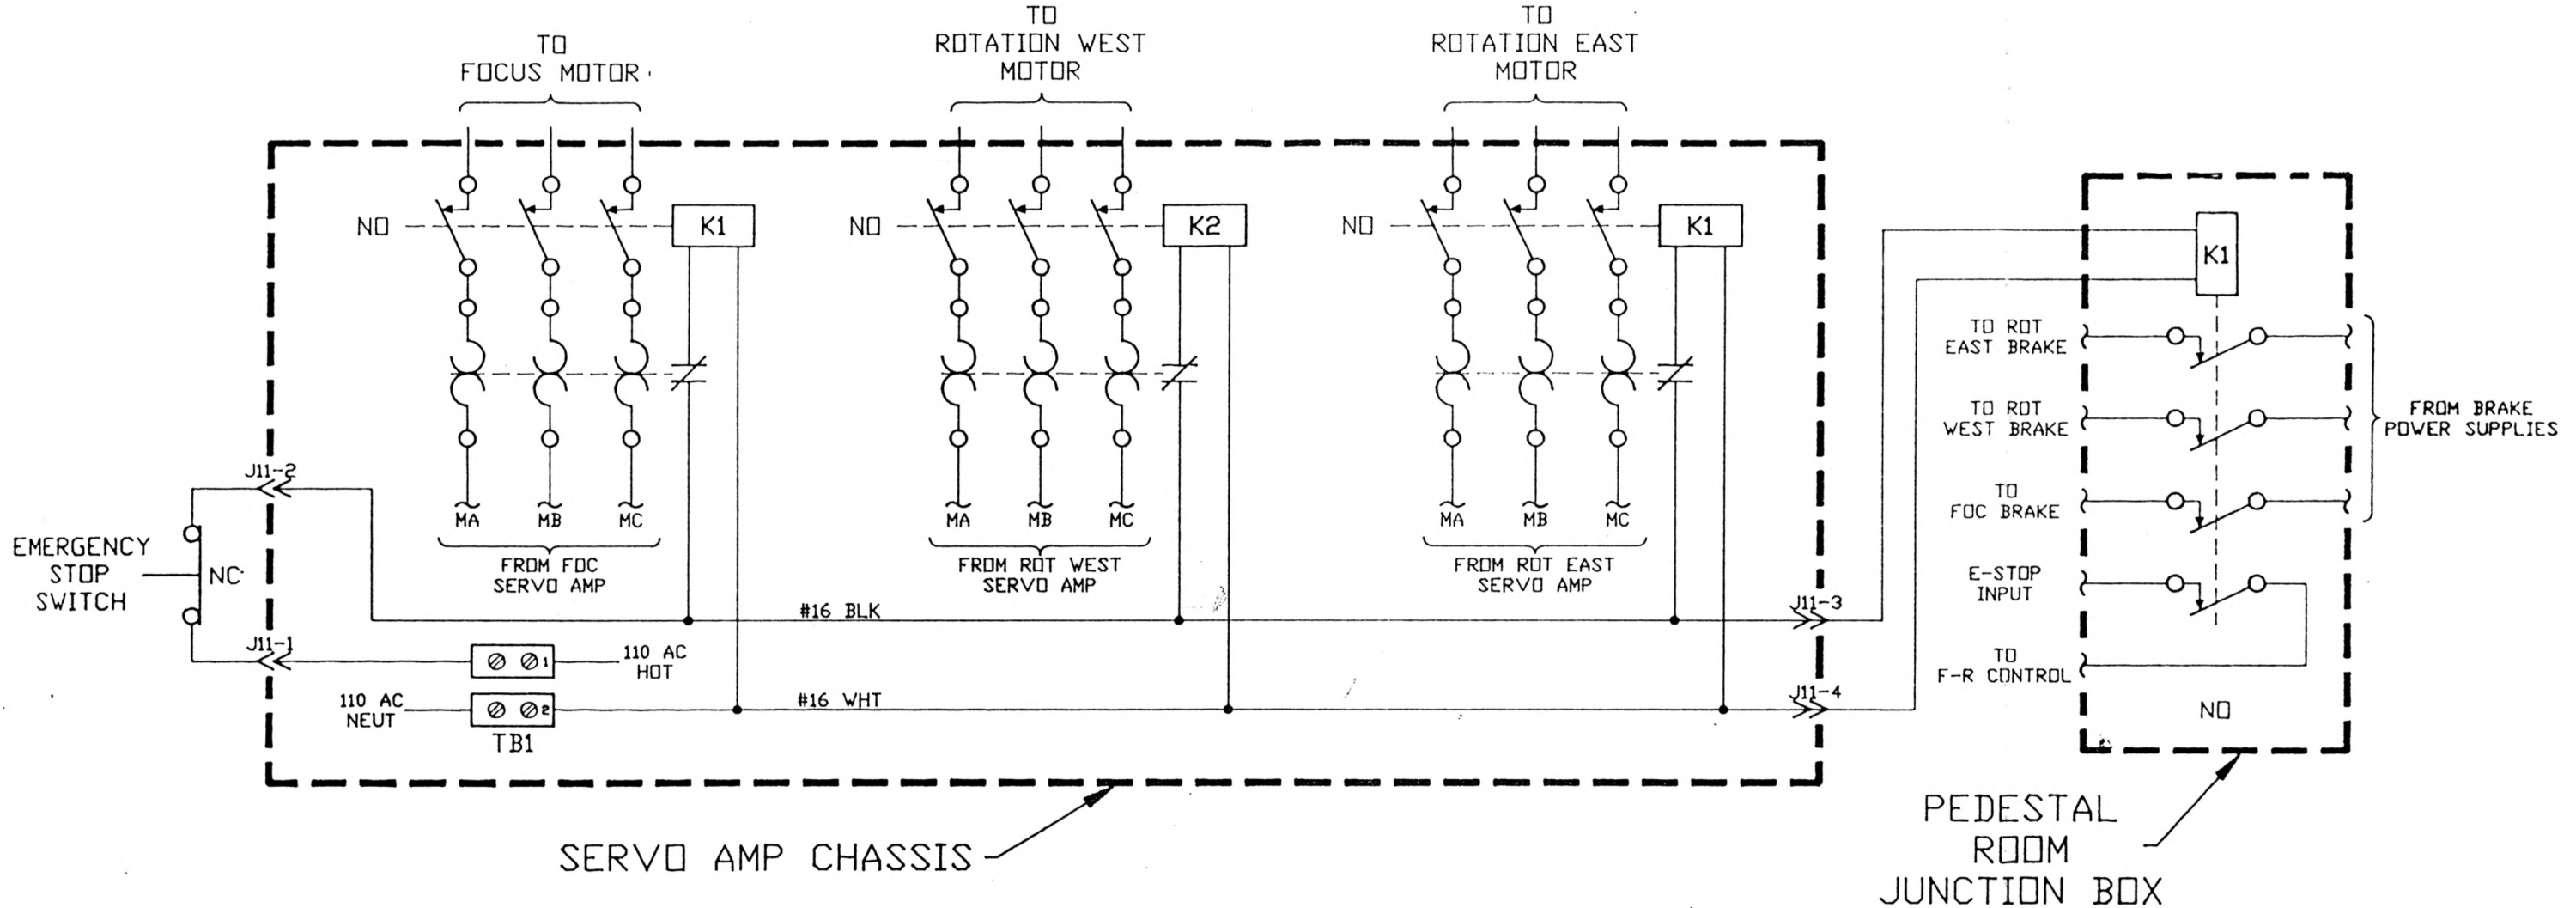 TO
FOCUS MOTOR
TO
ROTATION WEST
MOTOR
TO
ROTATION EAST
MOTOR
NO
K1
NO
K2
NO
K1
K1
TO ROT
EAST BRAKE
TO ROT
WEST BRAKE
TO
FOC BRAKE
E-STOP
INPUT
TO
F-R CONTROL
NO
FROM BRAKE
POWER SUPPLIES
MA MB MC
FROM FOC
SERVO AMP
MA MB MC
FROM ROT WEST
SERVO AMP
MA MB MC
FROM ROT EAST
SERVO AMP
J11-2
EMERGENCY
STOP
SWITCH
NC
J11-1
#16 BLK
J11-3
1
110 AC
HOT
110 AC
NEUT
2
TB1
#16 WHT
J11-4
SERVO AMP CHASSIS
PEDESTAL
ROOM
JUNCTION BOX